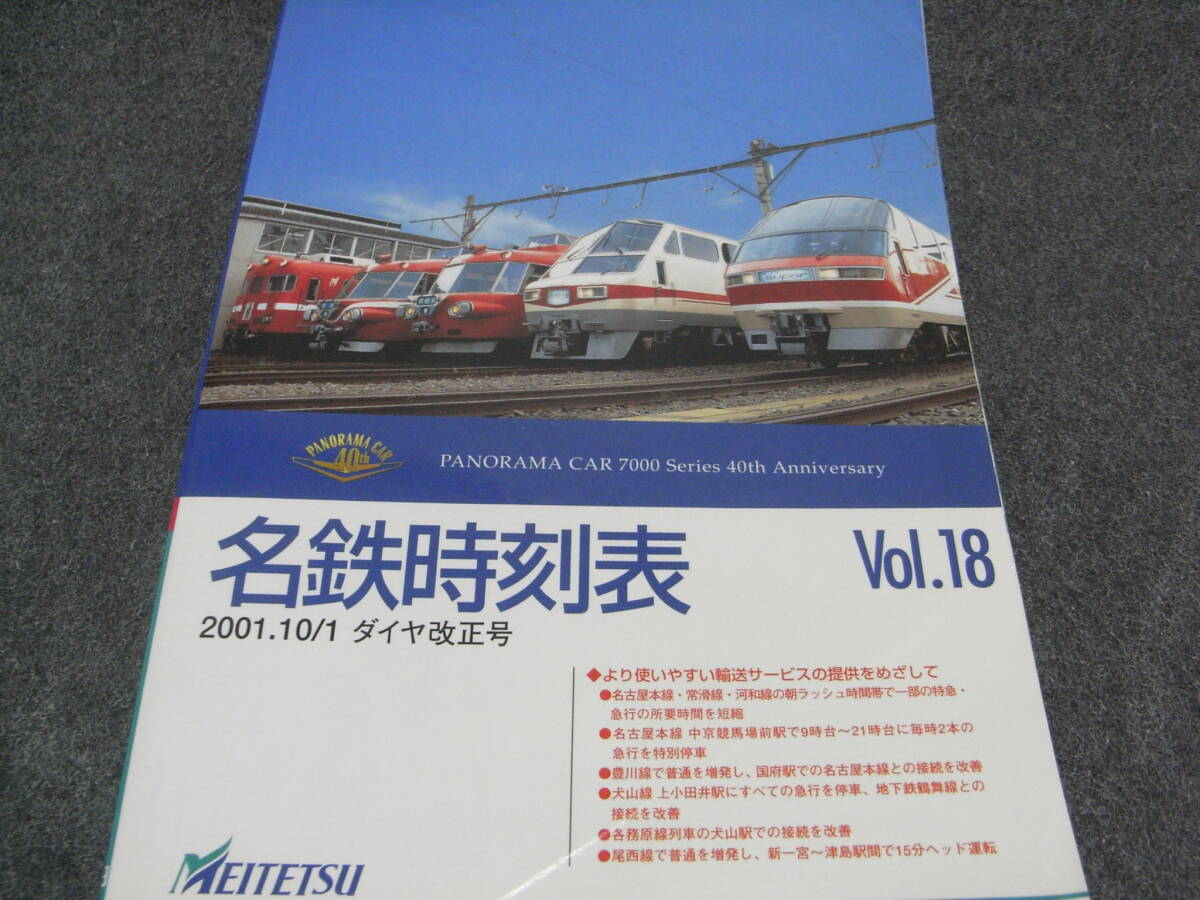 super
PANORAMA CAR
40th
PANORAMA CAR 7000 Series 40th Anniversary
名鉄時刻表 Vol.18
2001.10/1 ダイヤ改正号
◆より使いやすい輸送サービスの提供をめざして
●名古屋本線・常滑線・河和線の朝ラッシュ時間帯で一部の特急・
急行の所要時間を短縮
●名古屋本線 中京競馬場前駅で9時台～21時台に毎時2本の
急行を特別停車
●豊川線で普通を増発し、国府駅での名古屋本線との接続を改善
●犬山線 上小田井駅にすべての急行を停車、地下鉄鶴舞線との
接続を改善
●各務原線列車の犬山駅での接続を改善
●尾西線で普通を増発し、新一宮～津島駅間で15分ヘッド運転
MEITETSU